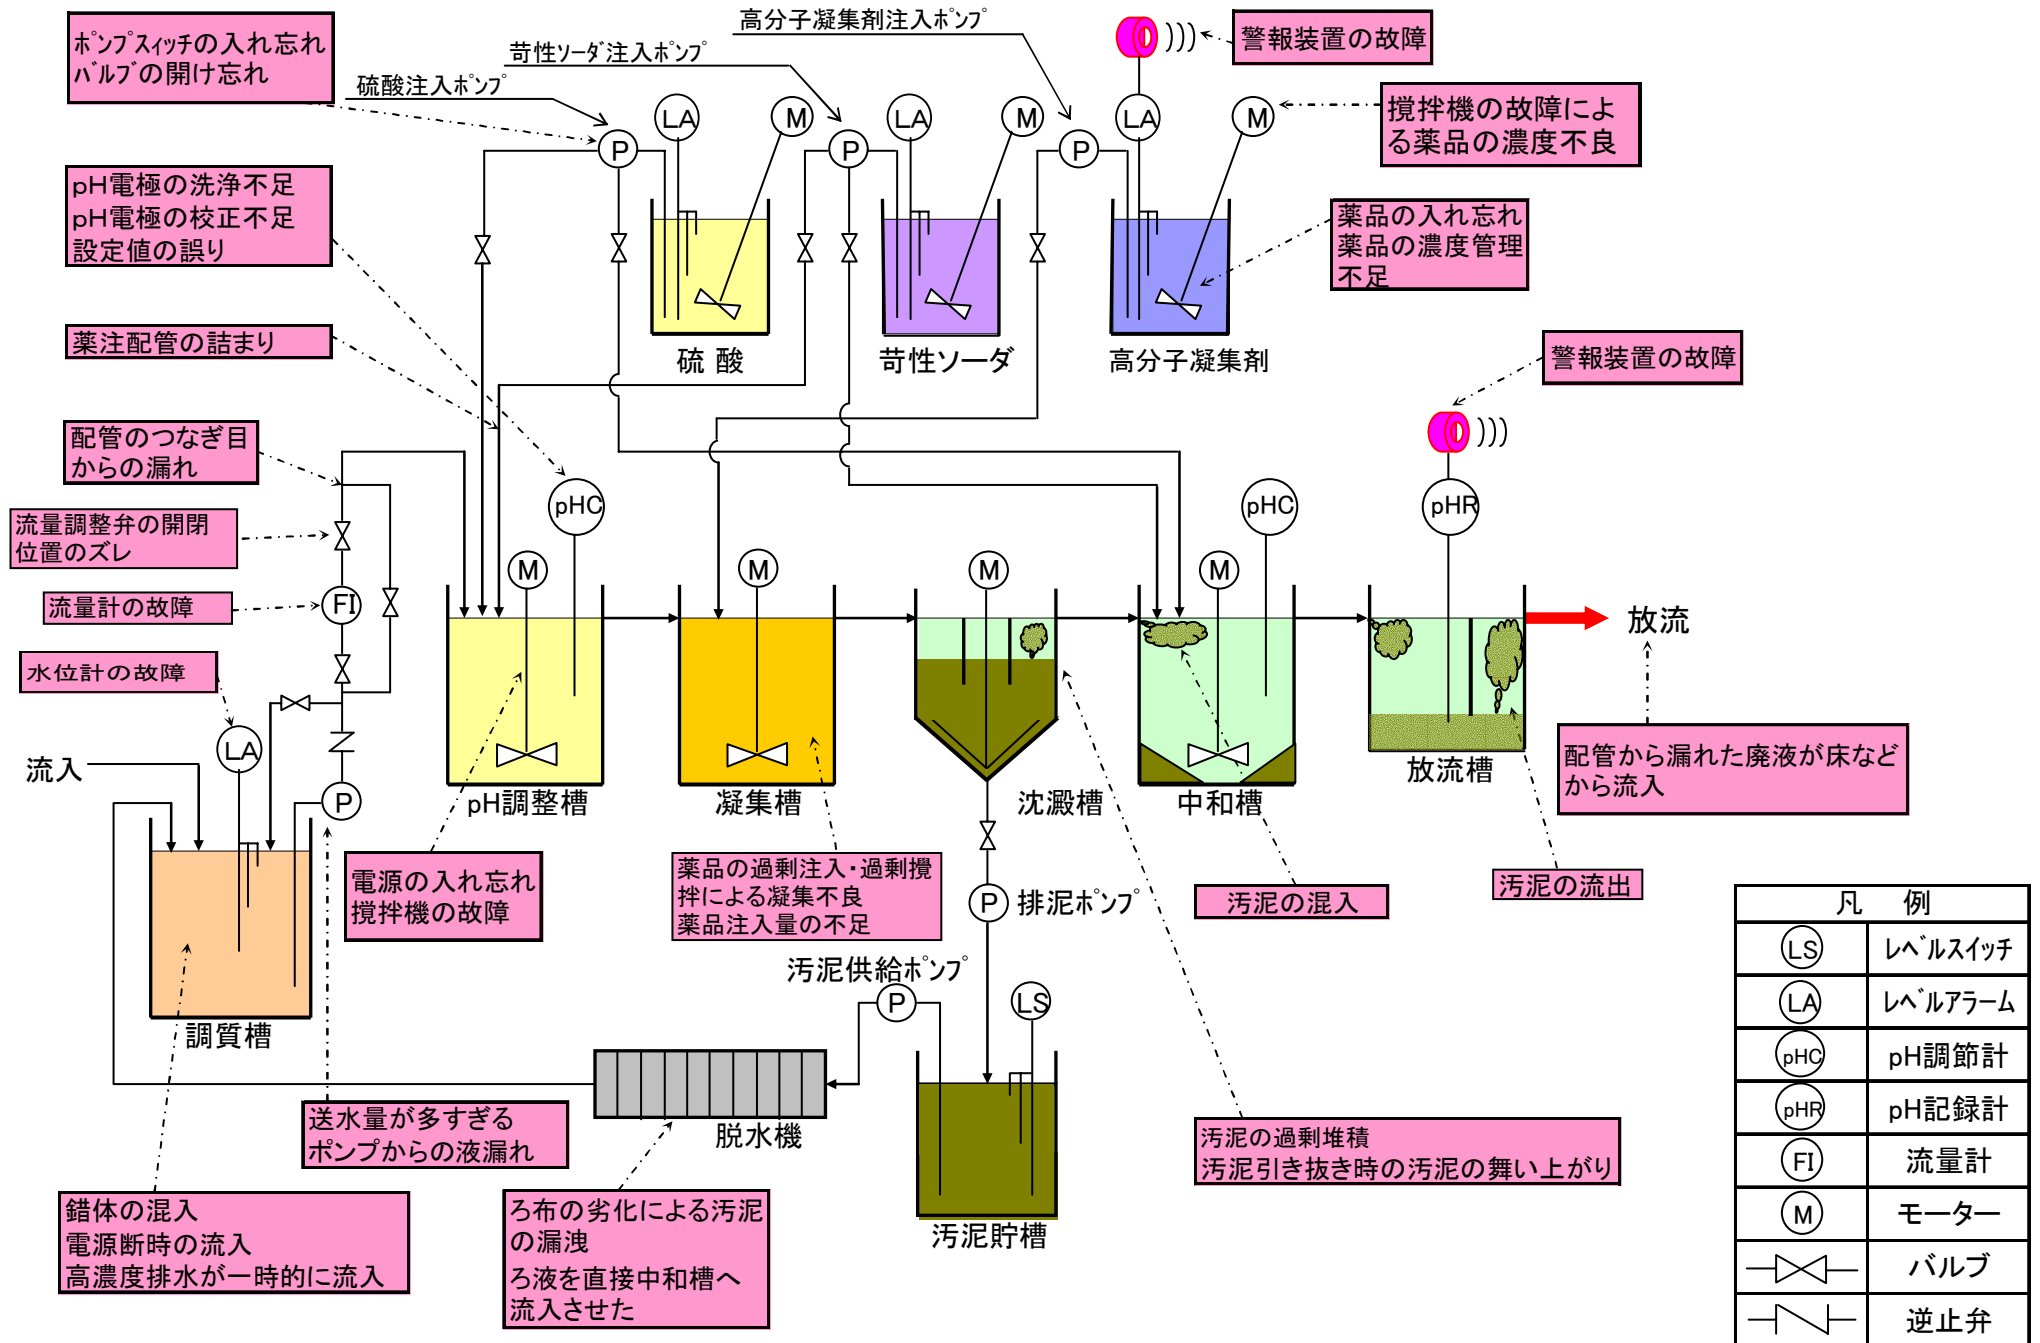 高分子凝集剤注入ポンプ
苛性ソーダ注入ポンプ
硫酸注入ポンプ
ポンプスィッチの入れ忘れ
バルブの開け忘れ
警報装置の故障
撹拌機の故障によ
る薬品の濃度不良
LA
M
LA
M
LA
M
P
P
P
pH電極の洗浄不足
pH電極の校正不足
設定値の誤り
薬品の入れ忘れ
薬品の濃度管理
不足
薬注配管の詰まり
硫 酸
苛性ソーダ
高分子凝集剤
警報装置の故障
配管のつなぎ目
からの漏れ
流量調整弁の開閉
位置のズレ
pHC
pHC
pHR
M
M
M
M
流量計の故障
FI
放流
水位計の故障
LA
流入
P
pH調整槽
凝集槽
沈澱槽
中和槽
放流槽
配管から漏れた廃液が床など
から流入
電源の入れ忘れ
撹拌機の故障
薬品の過剰注入・過剰攪
拌による凝集不良
薬品注入量の不足
P
排泥ポンプ
汚泥の混入
汚泥の流出
調質槽
汚泥供給ポンプ
P
LS
脱水機
汚泥貯槽
送水量が多すぎる
ポンプからの液漏れ
汚泥の過剰堆積
汚泥引き抜き時の汚泥の舞い上がり
錯体の混入
電源断時の流入
高濃度排水が一時的に流入
ろ布の劣化による汚泥
の漏洩
ろ液を直接中和槽へ
流入させた
凡 例
LS レベルスイッチ
LA レベルアラーム
pHC pH調節計
pHR pH記録計
FI 流量計
M モーター
バルブ
逆止弁